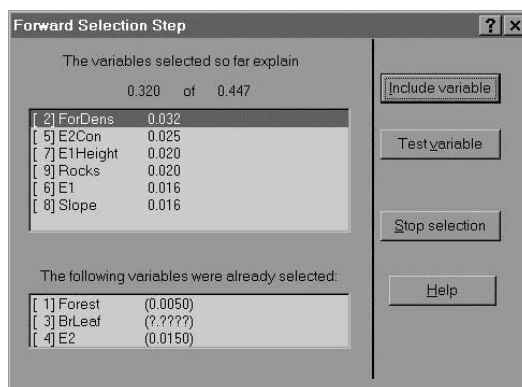 Forward Selection Step
? ×
The variables selected so far explain
0.320 of 0.447
[ 2] ForDens 0.032
[ 5] E2Con 0.025
[ 7] E1Height 0.020
[ 9] Rocks 0.020
[ 6] E1 0.016
[ 8] Slope 0.016
The following variables were already selected:
[ 1] Forest (0.0050)
[ 3] BrLeaf (?.????)
[ 4] E2 (0.0150)
Include variable
Test variable
Stop selection
Help